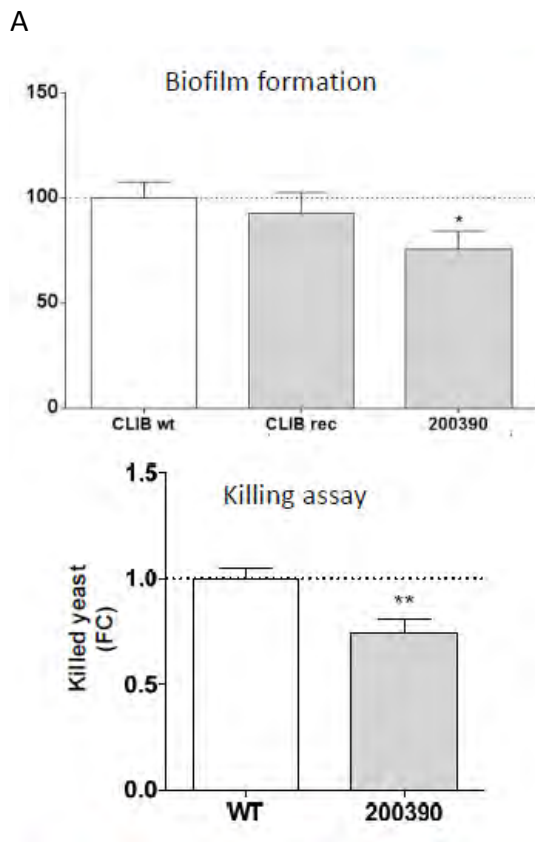 A
Biofilm formation
150
100
50
0
*
CLIB wt CLIB rec 200390
Killing assay
1.5
1.0
0.5
0.0
Killed yeast
(FC)
**
WT 200390